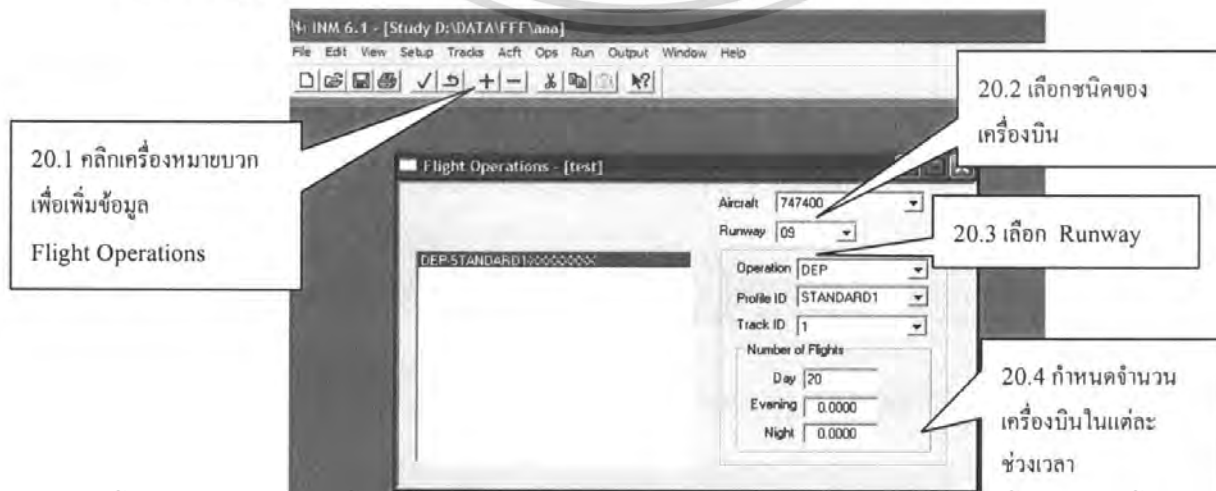 INM 6.1 - [Study D:\DATA\FFF\ana]
File Edit View Setup Tracks Acft Ops Run Output Window Help
20.1 คลิกเครื่องหมายบวก
เพื่อเพิ่มข้อมูล
Flight Operations
20.2 เลือกชนิดของ
เครื่องบิน
Flight Operations - [test]
Aircraft 747400
Runway 09
20.3 เลือก Runway
DEP-STANDARD1
Operation DEP
Profile ID STANDARD1
Track ID 1
Number of Flights
Day 20
Evening 0.0000
Night 0.0000
20.4 กำหนดจำนวน
เครื่องบินในแต่ละ
ช่วงเวลา